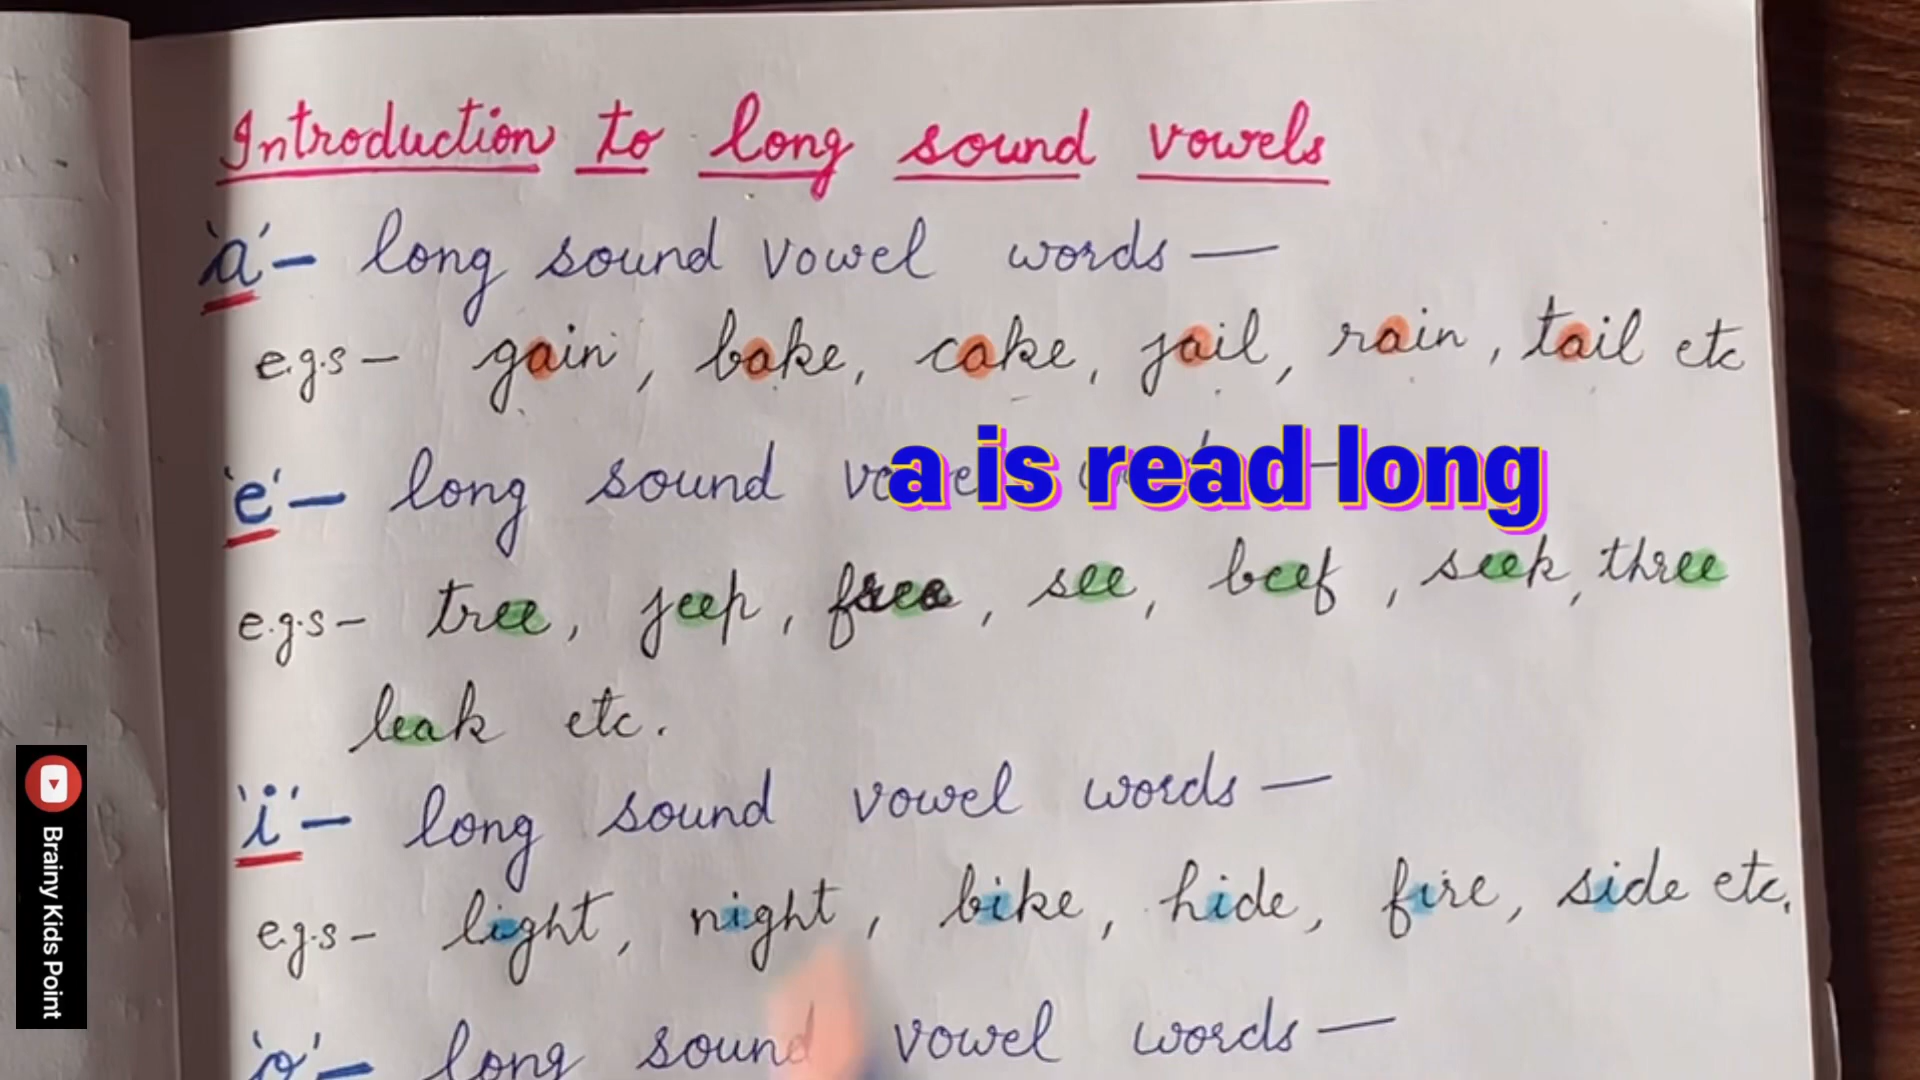 Introduction to long sound vowels
'a'— long sound vowel words —
e.g.s — gain, bake, cake, jail, rain, tail etc
a is read long
'e'— long sound
e.g.s — tree, jeep, free, see, beef, seek, three
leak etc.
'i'— long sound vowel words —
e.g.s — light, night, bike, hide, fire, side etc.
'o'— long sound vowel words —
Brainy Kids Point